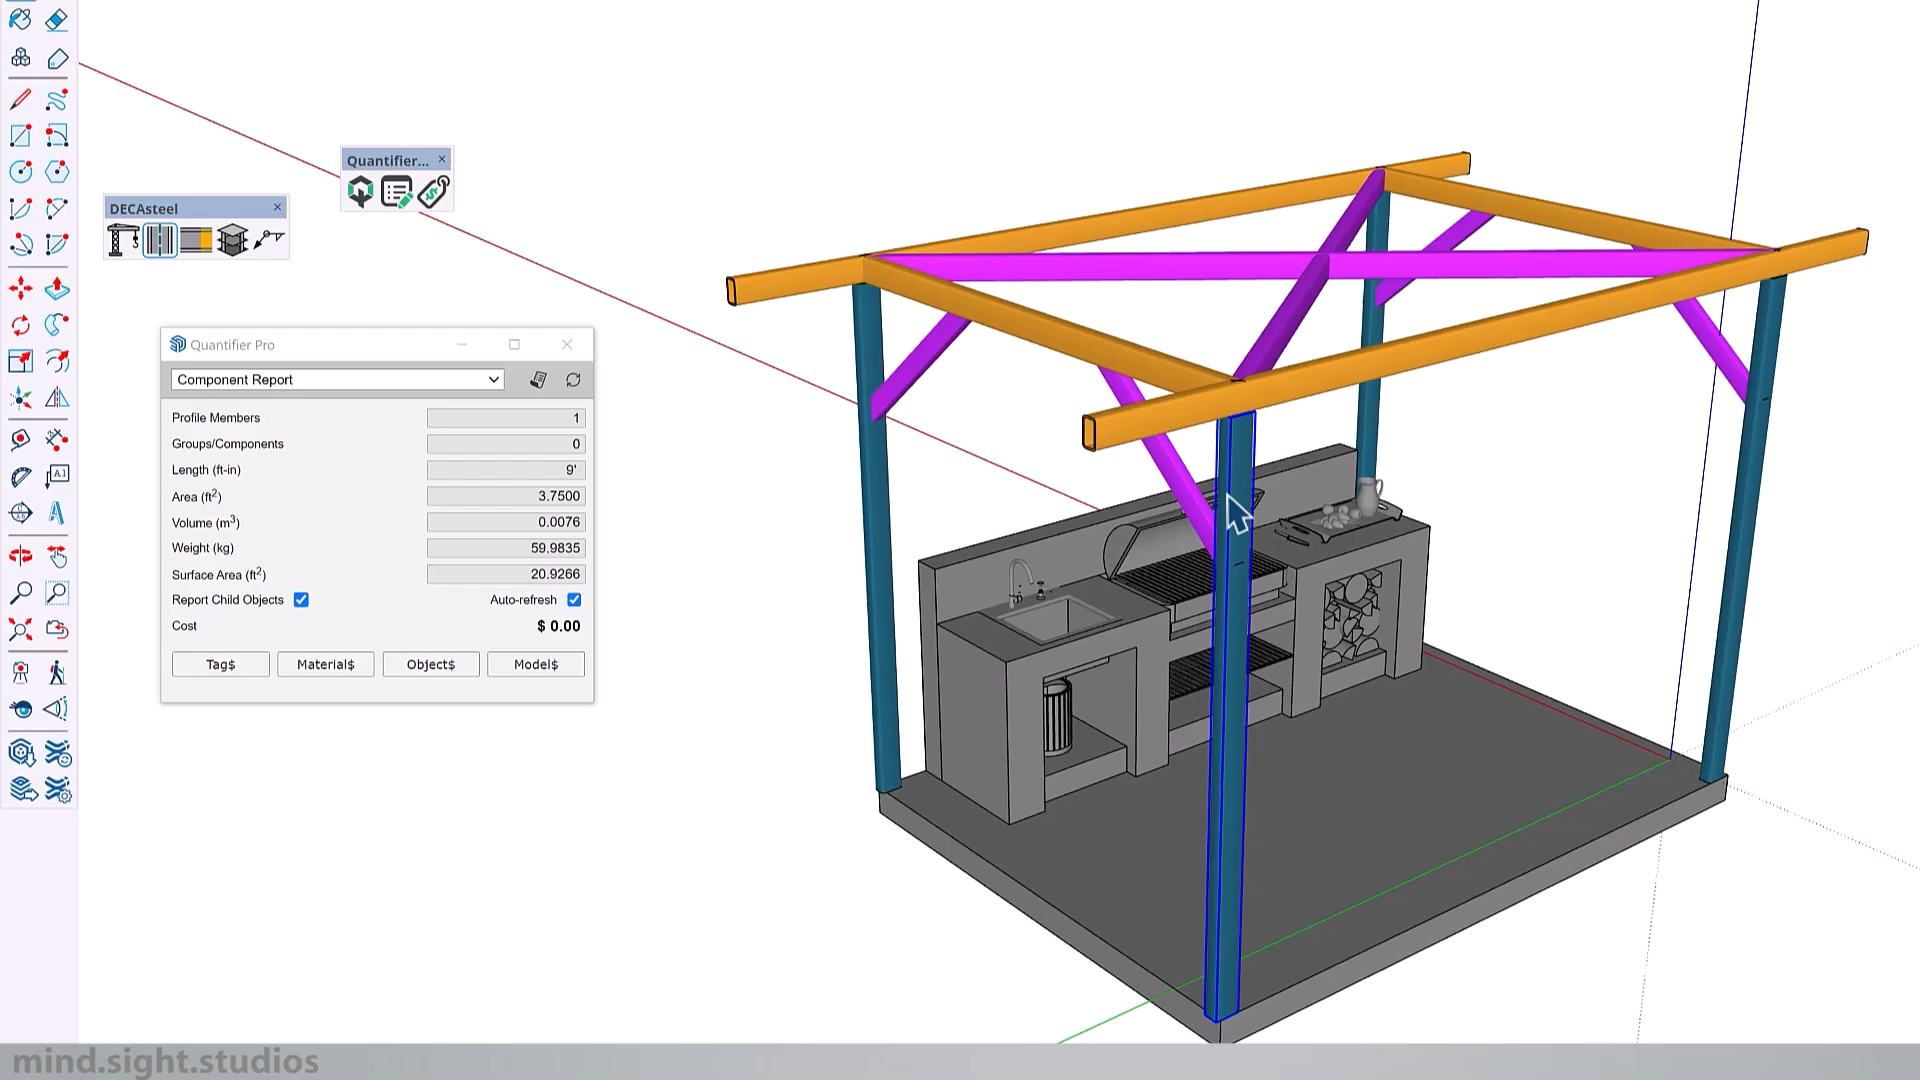 Quantifier...
DECAsteel
Quantifier Pro
Component Report
Profile Members 1
Groups/Components 0
Length (ft-in) 9'
Area (ft²) 3.7500
Volume (m³) 0.0076
Weight (kg) 59.9835
Surface Area (ft²) 20.9266
Report Child Objects Auto-refresh
Cost $ 0.00
Tag$ Material$ Object$ Model$
A1
mind.sight.studios